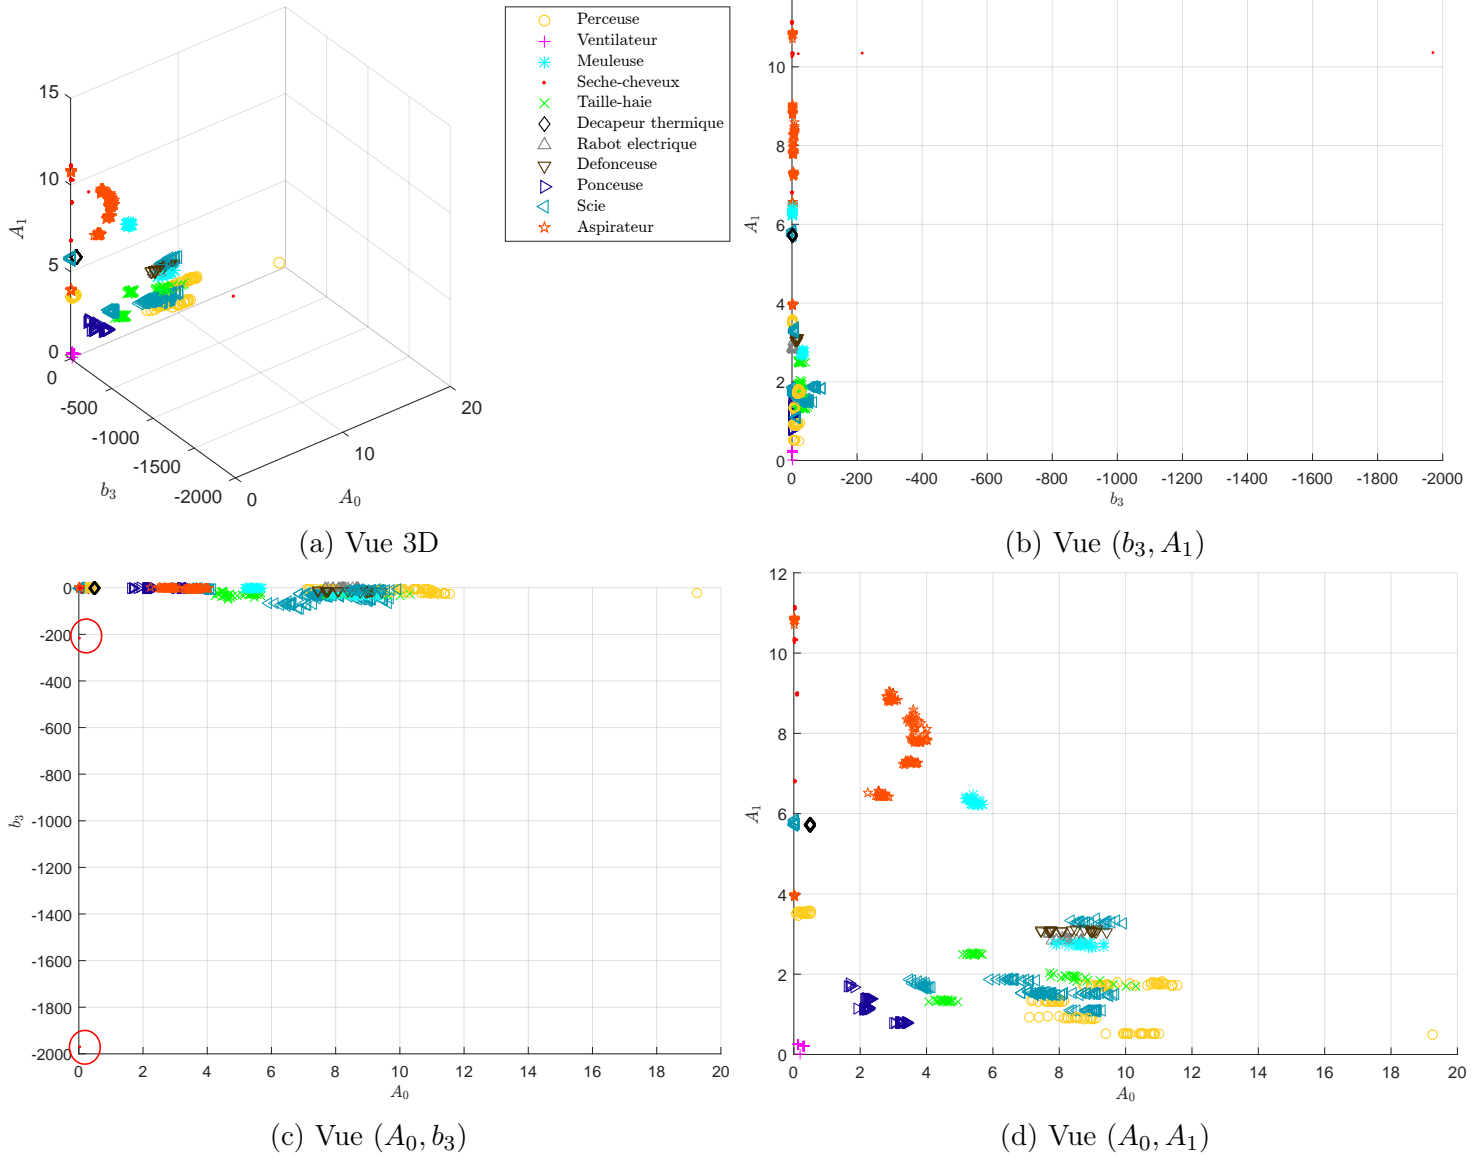 Perceuse
Ventilateur
Meuleuse
Seche-cheveux
Taille-haie
Decapeur thermique
Rabot electrique
Defonceuse
Ponceuse
Scie
Aspirateur
15
10
5
0
A₁
0
-500
-1000
-1500
-2000
b₃
0
10
20
A₀
(a) Vue 3D
10
8
6
4
2
0
A₁
0 -200 -400 -600 -800 -1000 -1200 -1400 -1600 -1800 -2000
b₃
(b) Vue (b₃, A₁)
0
-200
-400
-600
-800
-1000
-1200
-1400
-1600
-1800
-2000
b₃
0 2 4 6 8 10 12 14 16 18 20
A₀
(c) Vue (A₀, b₃)
12
10
8
6
4
2
0
A₁
0 2 4 6 8 10 12 14 16 18 20
A₀
(d) Vue (A₀, A₁)